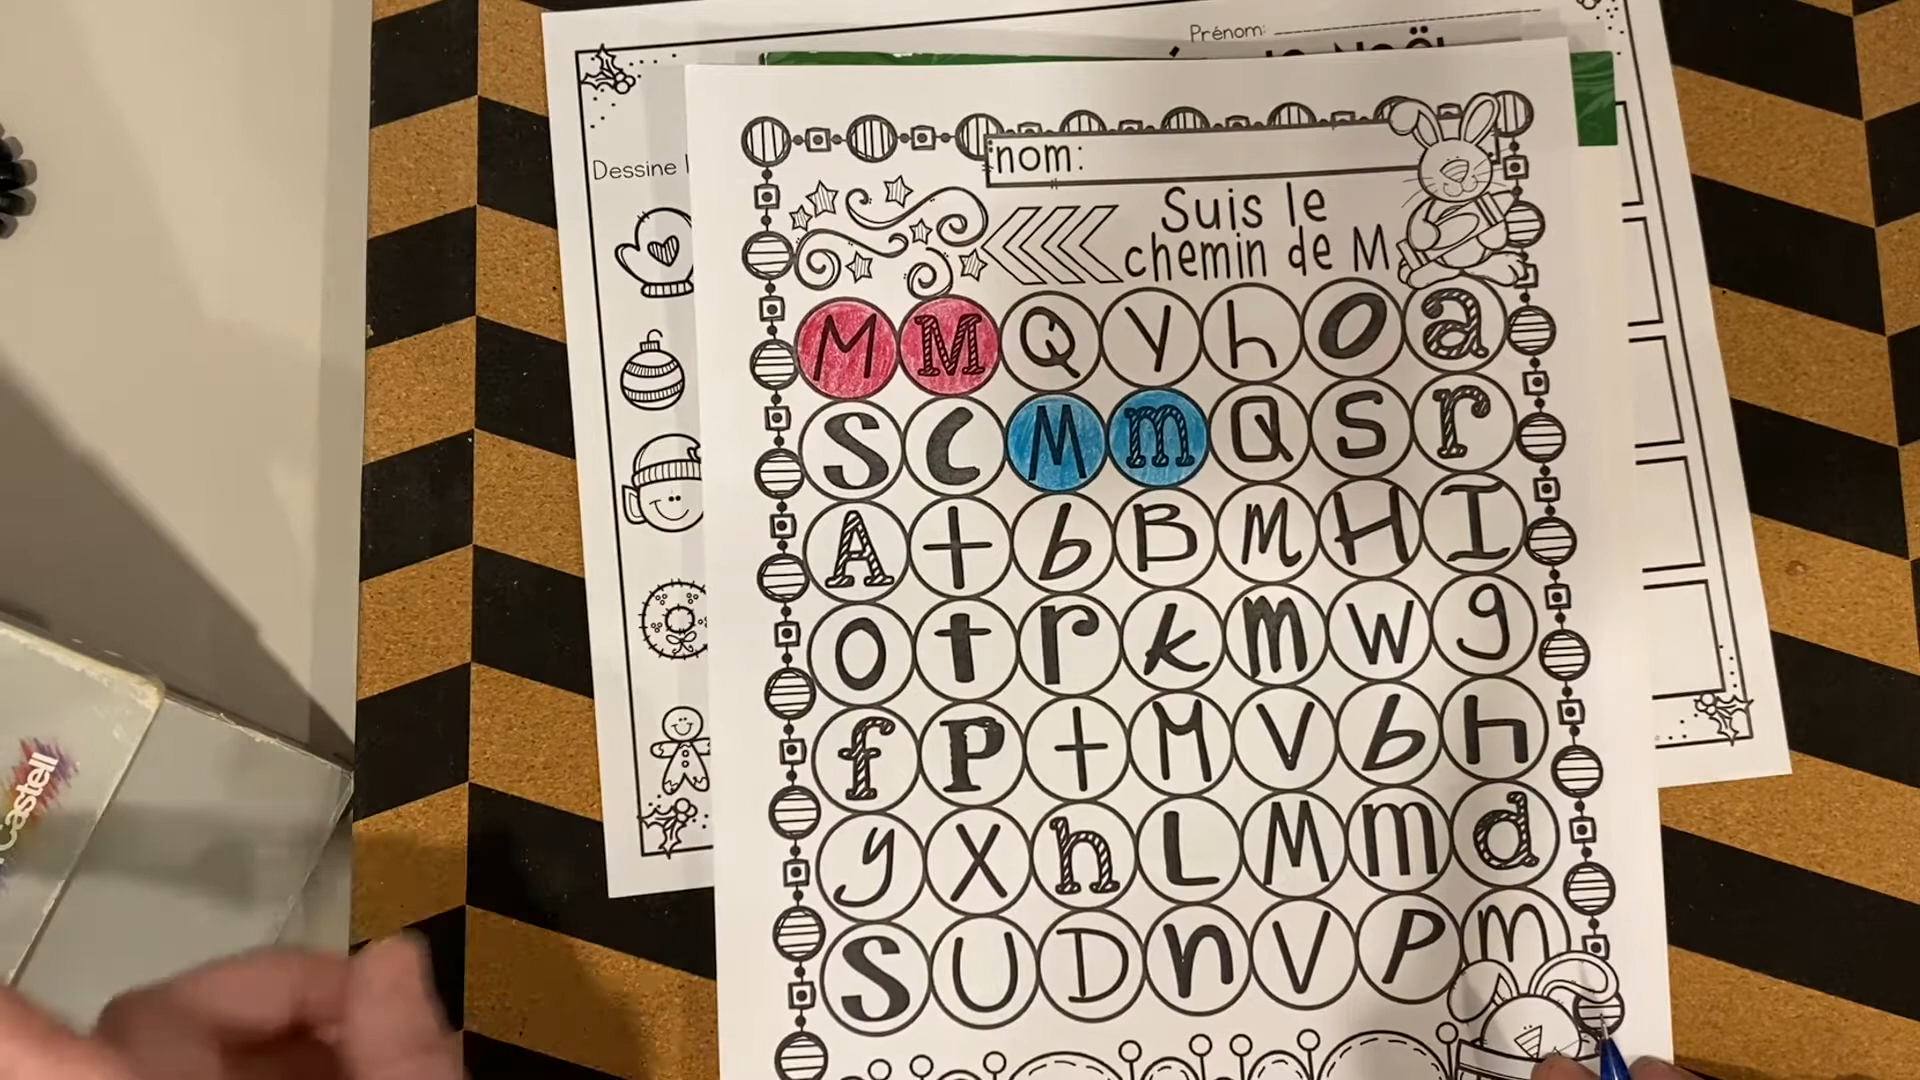 Prénom:
Dessine
nom:
Suis le
chemin de M
M M Q y h O a
S C M m Q S r
A t b B m H I
O t r k m w g
f P t M V b h
y X h L M m d
S U D n V P m
Castell